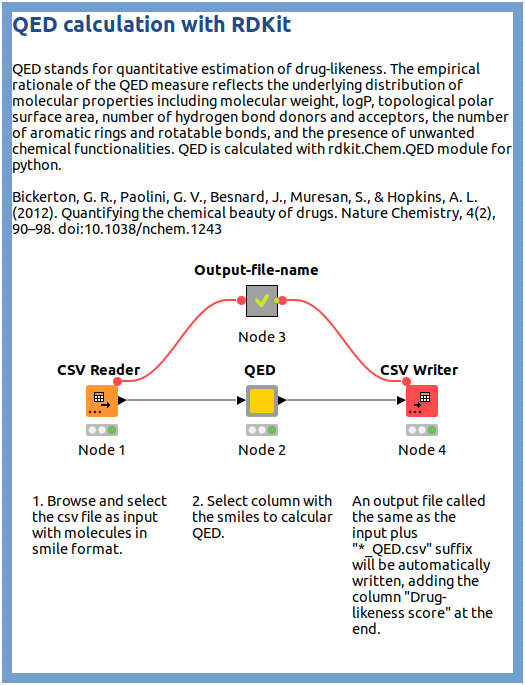 QED calculation with RDKit
QED stands for quantitative estimation of drug-likeness. The empirical
rationale of the QED measure reflects the underlying distribution of
molecular properties including molecular weight, logP, topological polar
surface area, number of hydrogen bond donors and acceptors, the number
of aromatic rings and rotatable bonds, and the presence of unwanted
chemical functionalities. QED is calculated with rdkit.Chem.QED module for
python.
Bickerton, G. R., Paolini, G. V., Besnard, J., Muresan, S., & Hopkins, A. L.
(2012). Quantifying the chemical beauty of drugs. Nature Chemistry, 4(2),
90–98. doi:10.1038/nchem.1243
Output-file-name
Node 3
CSV Reader
QED
CSV Writer
Node 1
Node 2
Node 4
1. Browse and select
the csv file as input
with molecules in
smile format.
2. Select column with
the smiles to calcular
QED.
An output file called
the same as the
input plus
"*_QED.csv" suffix
will be automatically
written, adding the
column "Drug-
likeness score" at the
end.